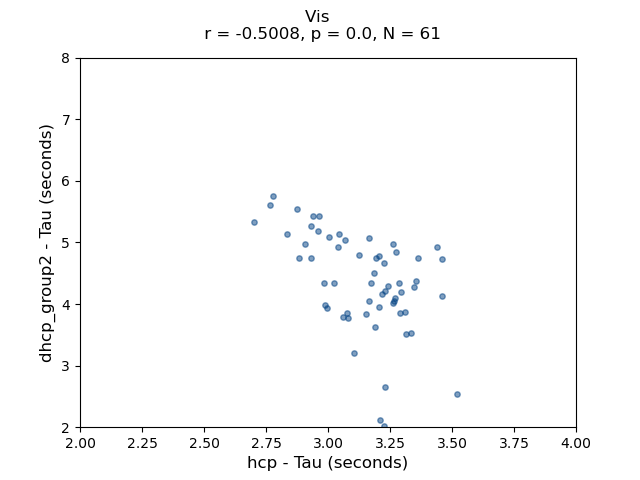 Vis
r = -0.5008, p = 0.0, N = 61
8
7
6
5
4
3
2
dhcp_group2 - Tau (seconds)
2.00 2.25 2.50 2.75 3.00 3.25 3.50 3.75 4.00
hcp - Tau (seconds)